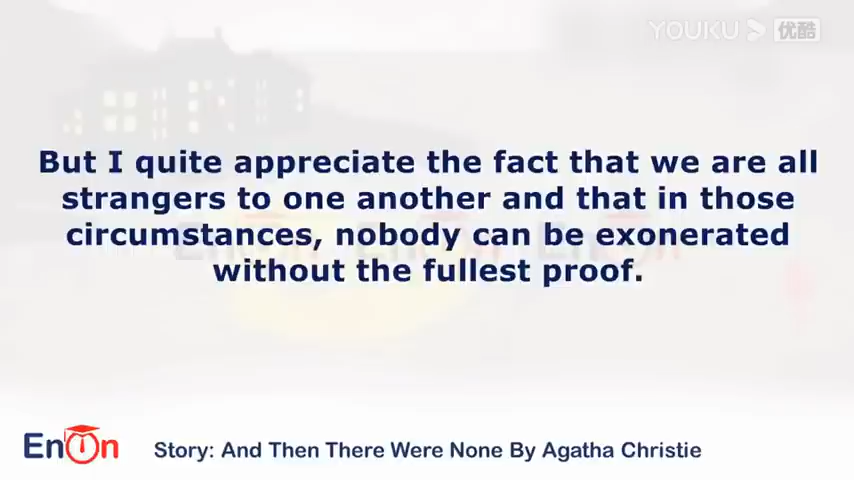 YOUKU 优酷
But I quite appreciate the fact that we are all
strangers to one another and that in those
circumstances, nobody can be exonerated
without the fullest proof.
EnOn
Story: And Then There Were None By Agatha Christie